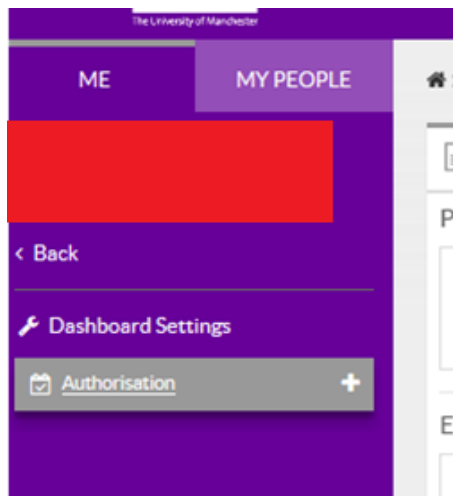 The University of Manchester
ME
MY PEOPLE
< Back
Dashboard Settings
Authorisation
+
P
E